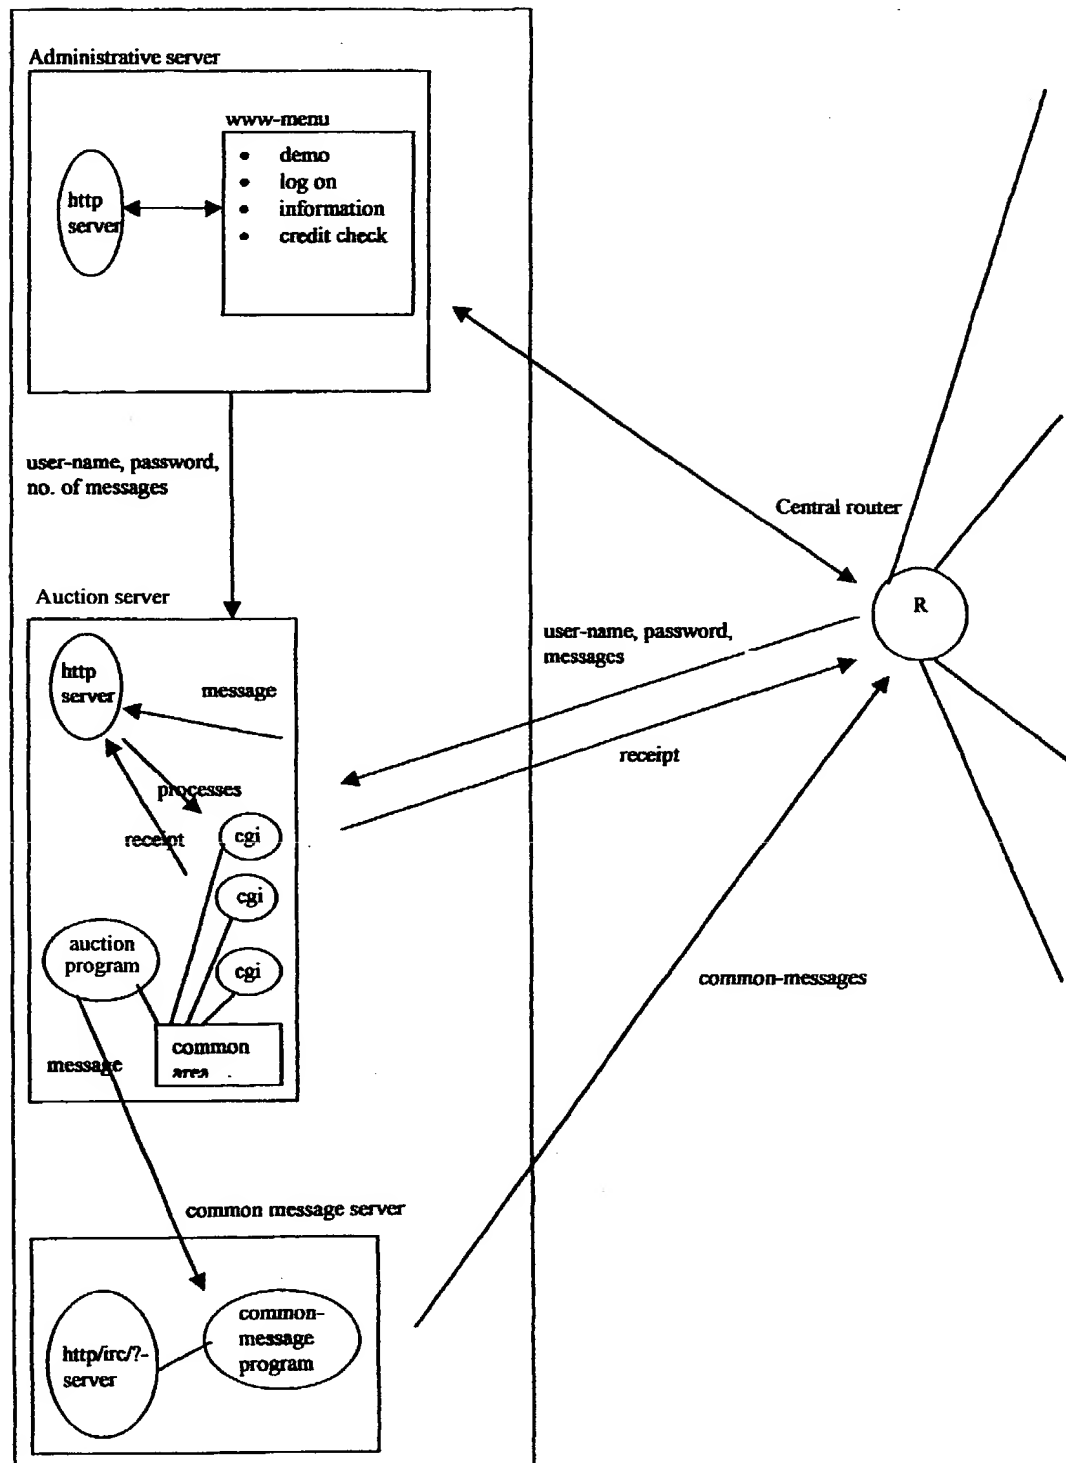 Administrative server
www-menu
• demo
• log on
• information
• credit check
http
server
user-name, password,
no. of messages
Central router
R
Auction server
http
server
message
user-name, password,
messages
receipt
processes
receipt
cgi
cgi
cgi
auction
program
common
area
message
common-messages
common message server
common-
message
program
http/irc/?-
server